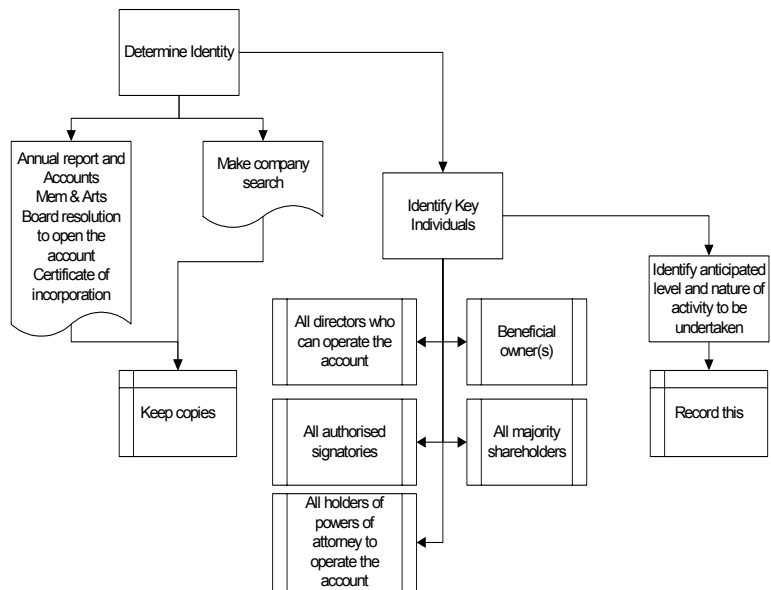 Determine Identity
Annual report and
Accounts
Mem & Arts
Board resolution
to open the
account
Certificate of
incorporation
Make company
search
Identify Key
Individuals
Identify anticipated
level and nature of
activity to be
undertaken
All directors who
can operate the
account
Beneficial
owner(s)
Keep copies
Record this
All authorised
signatories
All majority
shareholders
All holders of
powers of
attorney to
operate the
account